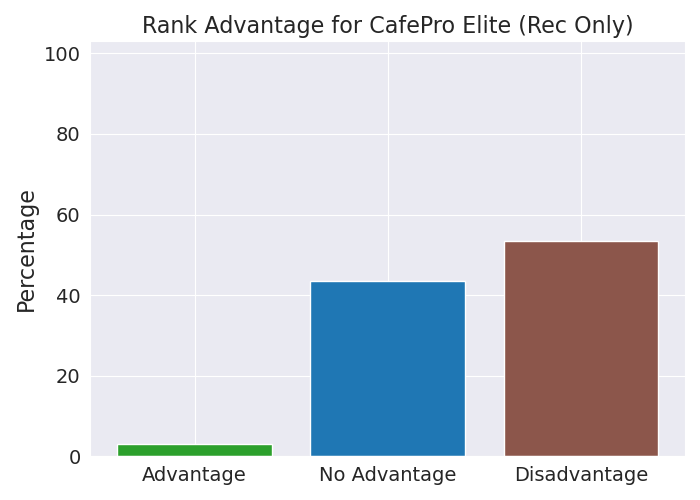 Rank Advantage for CafePro Elite (Rec Only)
100
80
60
40
20
0
Percentage
Advantage
No Advantage
Disadvantage